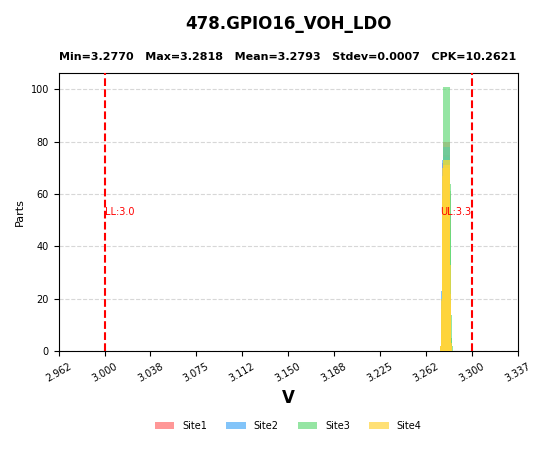 478.GPIO16_VOH_LDO
Min=3.2770 Max=3.2818 Mean=3.2793 Stdev=0.0007 CPK=10.2621
100
80
60
40
20
0
Parts
LL:3.0
UL:3.3
2.962 3.000 3.038 3.075 3.112 3.150 3.188 3.225 3.262 3.300 3.337
V
Site1 Site2 Site3 Site4